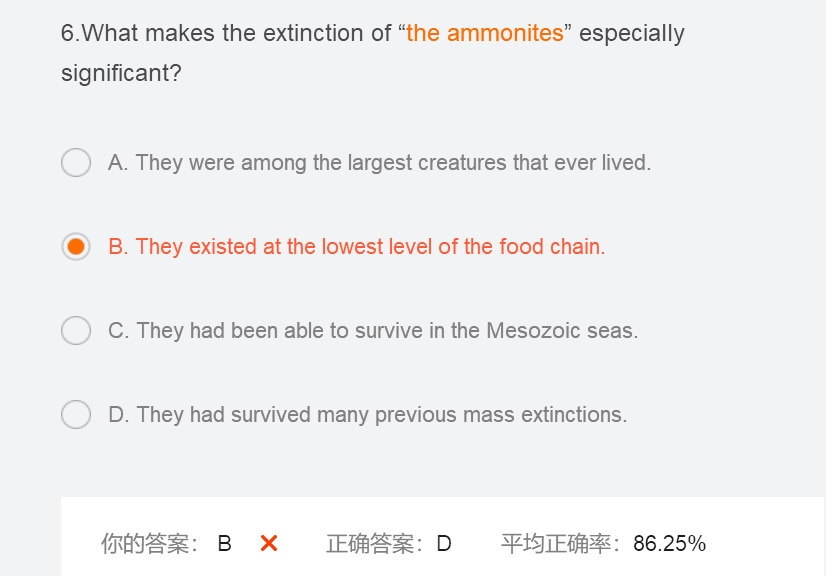 6.What makes the extinction of “the ammonites” especially
significant?
A. They were among the largest creatures that ever lived.
B. They existed at the lowest level of the food chain.
C. They had been able to survive in the Mesozoic seas.
D. They had survived many previous mass extinctions.
你的答案： B ✕ 正确答案： D 平均正确率： 86.25%